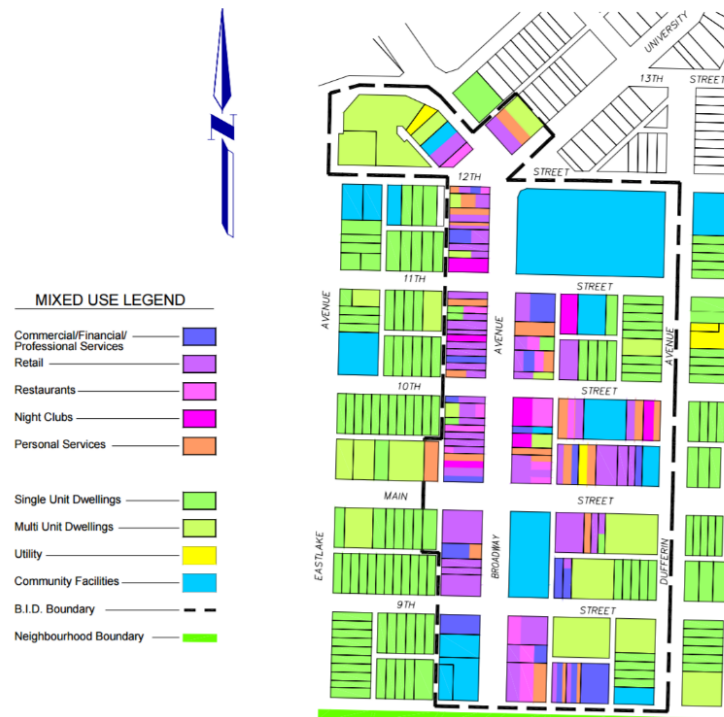 N
UNIVERSITY
13TH STREET
12TH
STREET
STREET
11TH
AVENUE
AVENUE
AVENUE
STREET
10TH
STREET
MAIN
EASTLAKE
BROADWAY
DUFFERIN
STREET
9TH
MIXED USE LEGEND
Commercial/Financial/
Professional Services
Retail
Restaurants
Night Clubs
Personal Services
Single Unit Dwellings
Multi Unit Dwellings
Utility
Community Facilities
B.I.D. Boundary
Neighbourhood Boundary